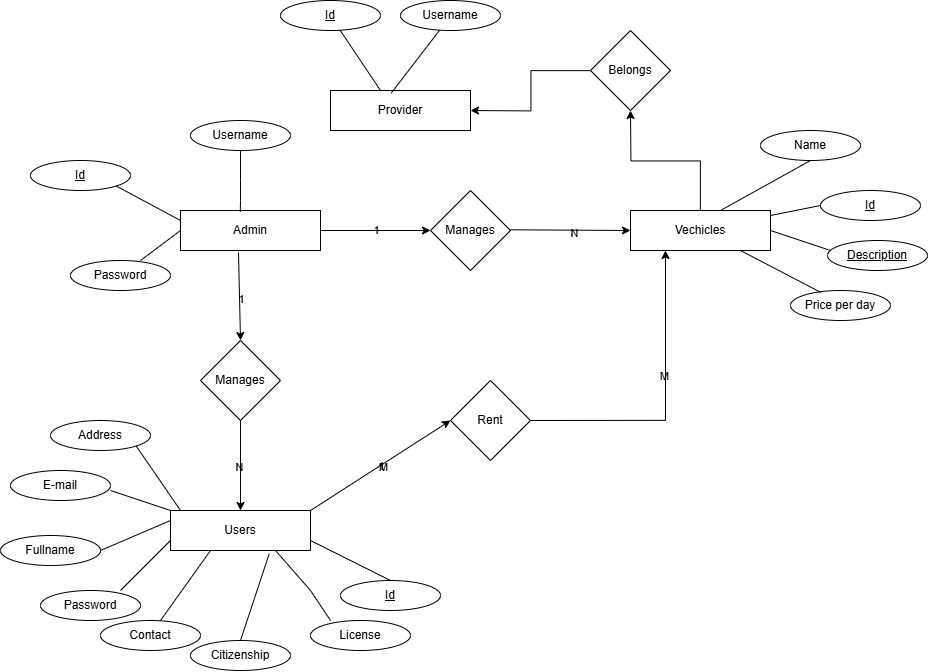 Id
Username
Belongs
Provider
Username
Name
Id
Id
Admin
1
Manages
N
Vechicles
Description
Password
Price per day
1
Manages
M
Rent
Address
N
M
E-mail
Users
Fullname
Password
Id
Contact
License
Citizenship